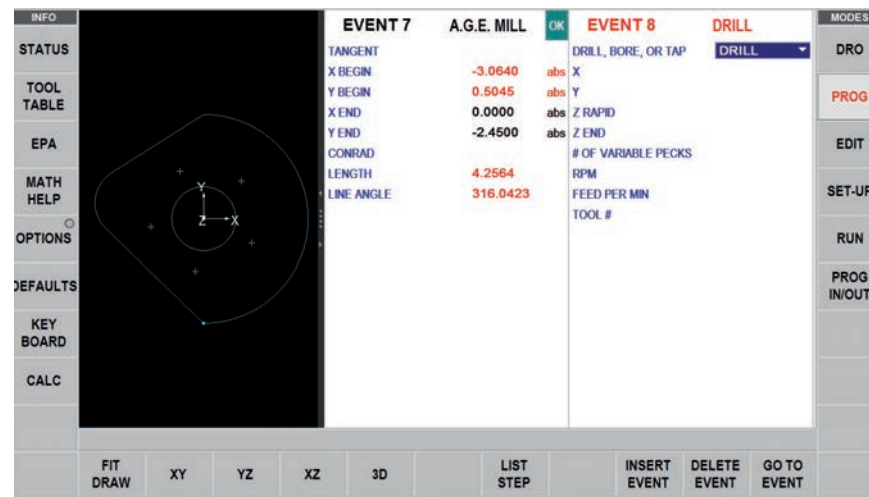 INFO
STATUS
TOOL
TABLE
EPA
MATH
HELP
OPTIONS
DEFAULTS
KEY
BOARD
CALC
Y
Z X
EVENT 7 A.G.E. MILL OK
TANGENT
X BEGIN -3.0640 abs
Y BEGIN 0.5045 abs
X END 0.0000 abs
Y END -2.4500 abs
CONRAD
LENGTH 4.2564
LINE ANGLE 316.0423
EVENT 8 DRILL
DRILL, BORE, OR TAP DRILL
X
Y
Z RAPID
Z END
# OF VARIABLE PECKS
RPM
FEED PER MIN
TOOL #
MODES
DRO
PROG
EDIT
SET-UP
RUN
PROG
IN/OUT
FIT
DRAW
XY
YZ
XZ
3D
LIST
STEP
INSERT
EVENT
DELETE
EVENT
GO TO
EVENT